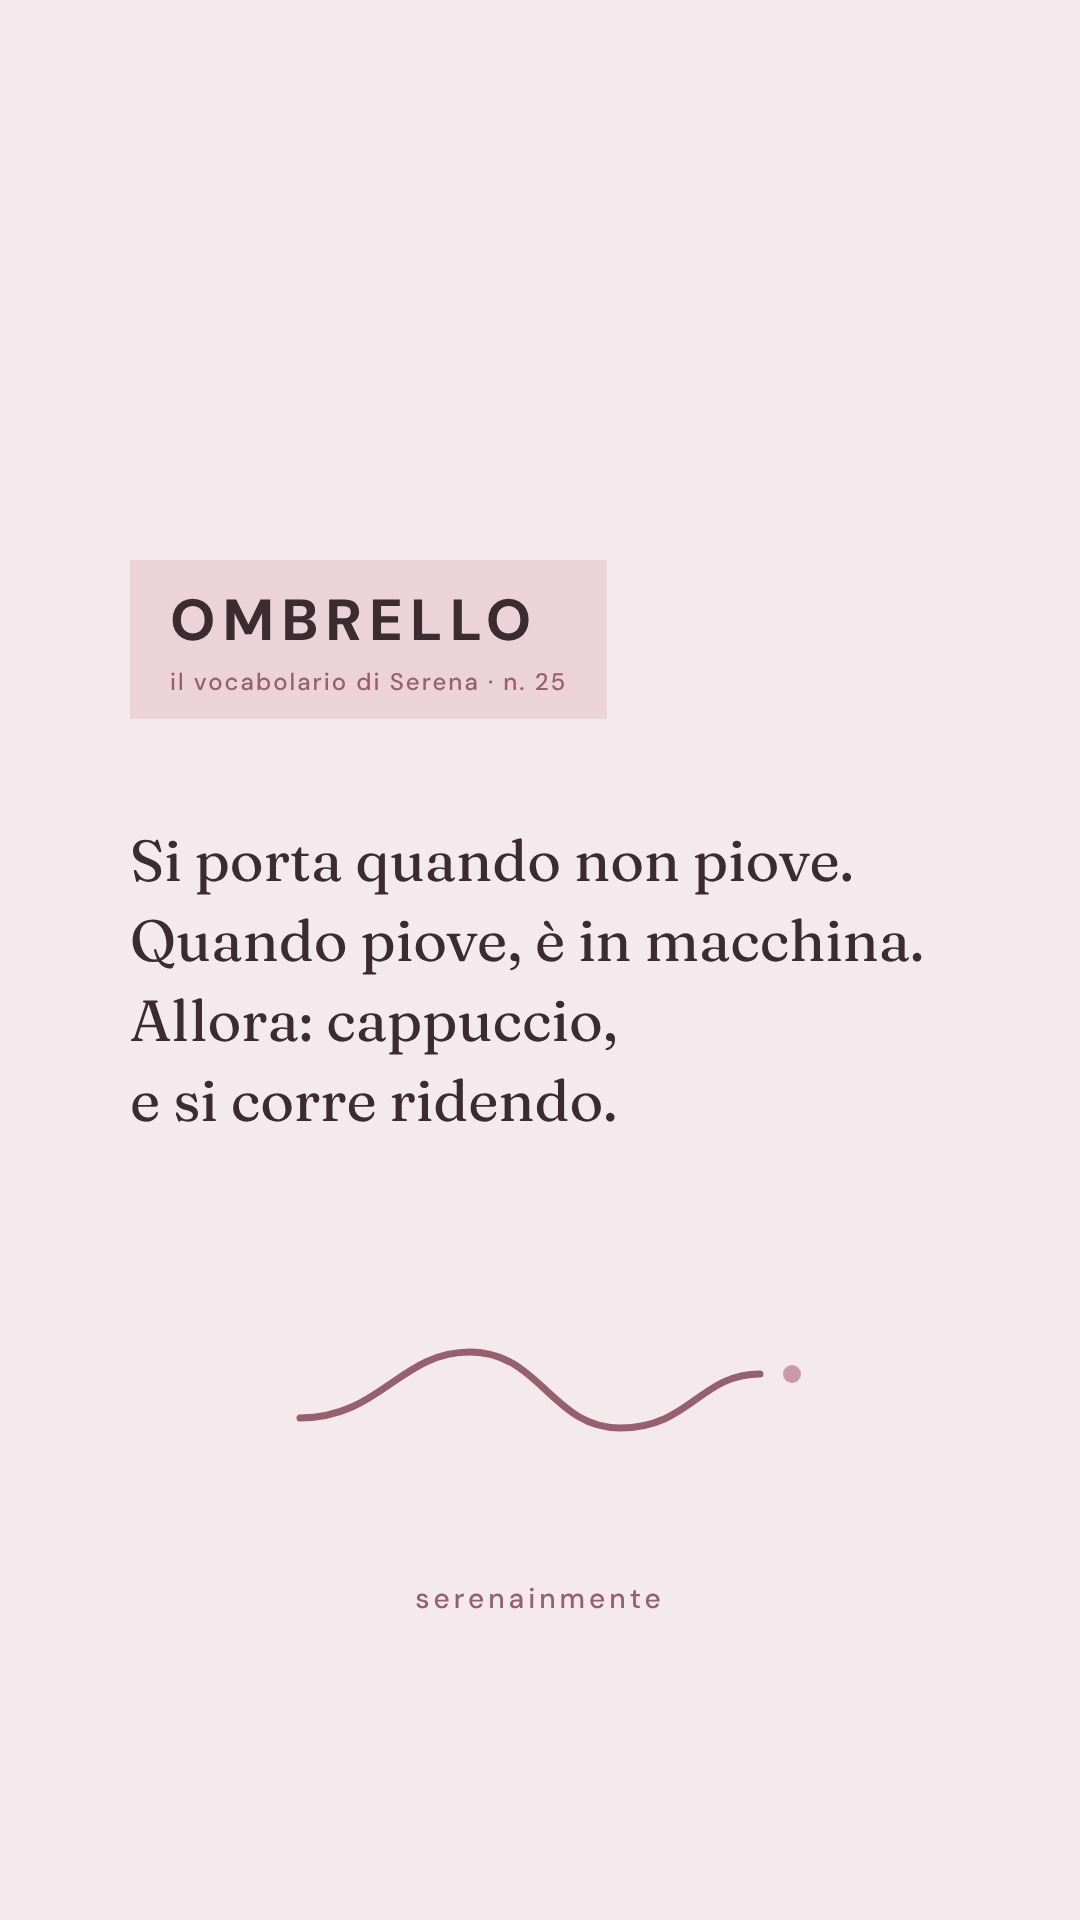 OMBRELLO
il vocabolario di Serena · n. 25
Si porta quando non piove.
Quando piove, è in macchina.
Allora: cappuccio,
e si corre ridendo.
serenainmente